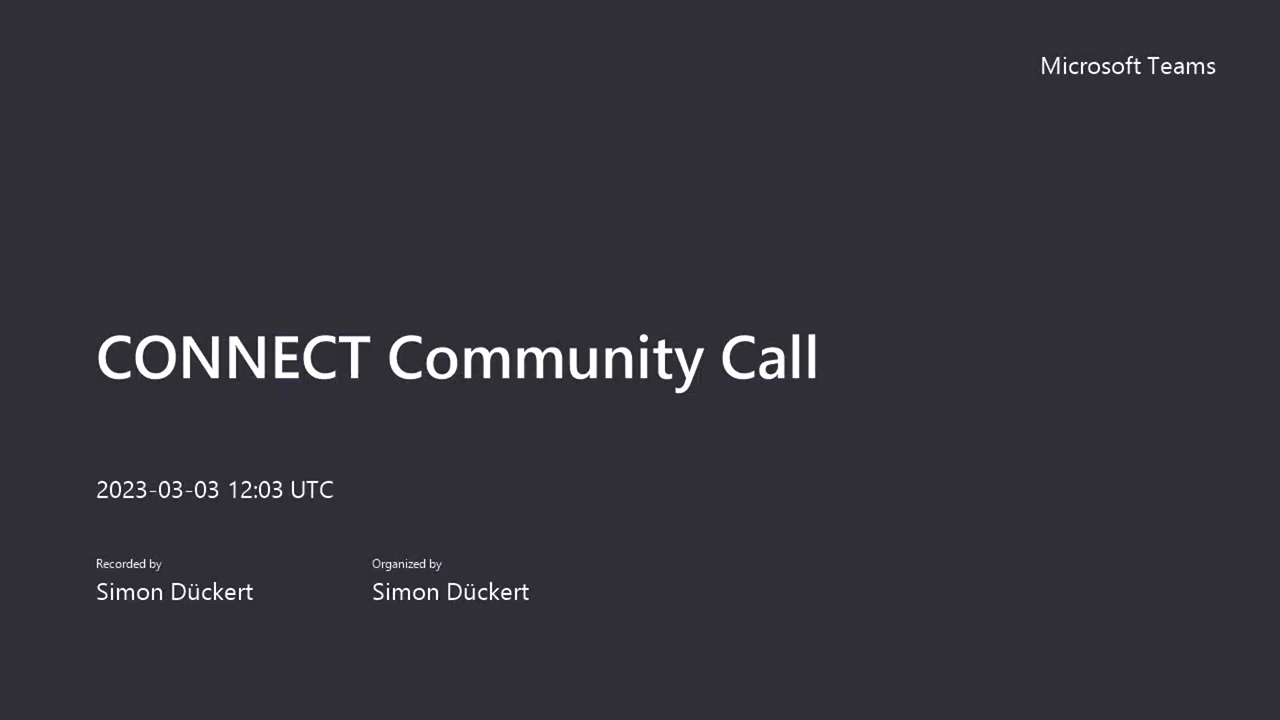 Microsoft Teams
CONNECT Community Call
2023-03-03 12:03 UTC
Recorded by
Simon Dückert
Organized by
Simon Dückert